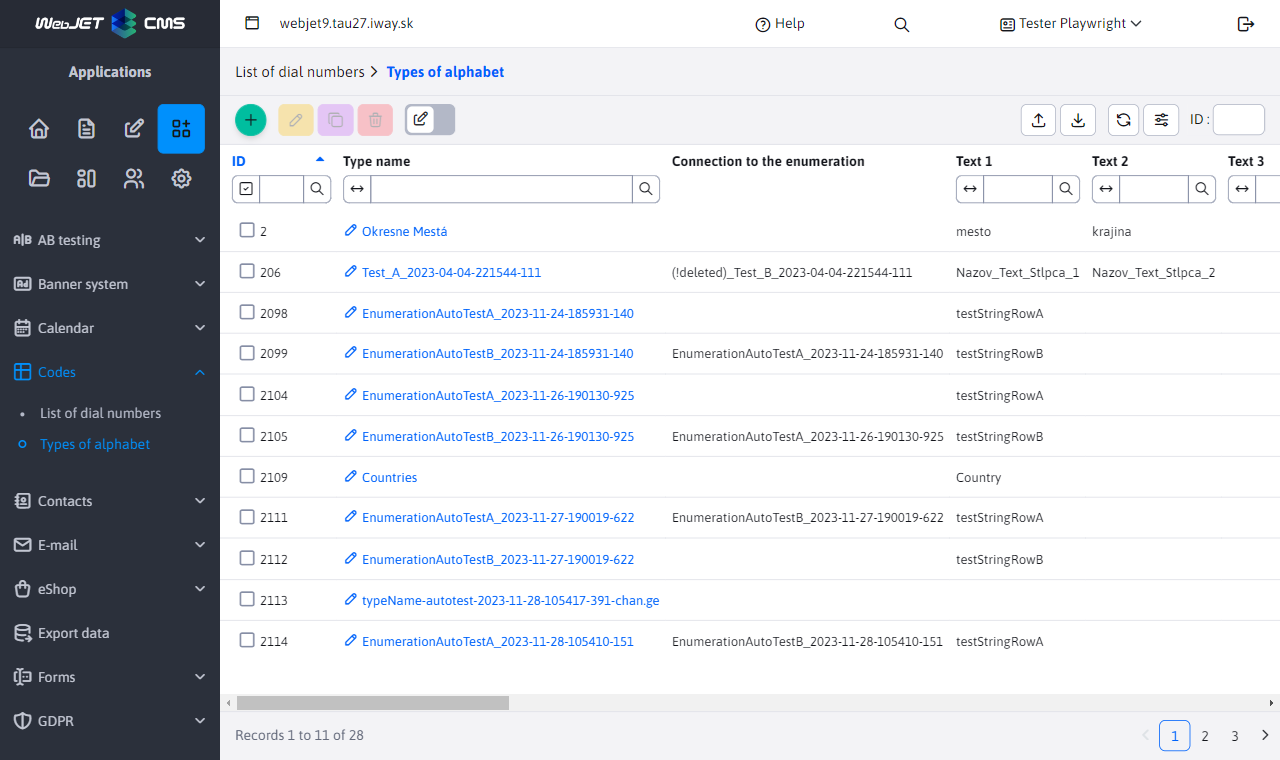 WebJET CMS
webjet9.tau27.iway.sk
Help
Tester Playwright
Applications
AB testing
Banner system
Calendar
Codes
List of dial numbers
Types of alphabet
Contacts
E-mail
eShop
Export data
Forms
GDPR
List of dial numbers > Types of alphabet
ID :
ID Type name Connection to the enumeration Text 1 Text 2 Text 3
2 Okresne Mestá mesto krajina
206 Test_A_2023-04-04-221544-111 (!deleted)_Test_B_2023-04-04-221544-111 Nazov_Text_Stlpca_1 Nazov_Text_Stlpca_2
2098 EnumerationAutoTestA_2023-11-24-185931-140 testStringRowA
2099 EnumerationAutoTestB_2023-11-24-185931-140 EnumerationAutoTestA_2023-11-24-185931-140 testStringRowB
2104 EnumerationAutoTestA_2023-11-26-190130-925 testStringRowA
2105 EnumerationAutoTestB_2023-11-26-190130-925 EnumerationAutoTestA_2023-11-26-190130-925 testStringRowB
2109 Countries Country
2111 EnumerationAutoTestA_2023-11-27-190019-622 EnumerationAutoTestB_2023-11-27-190019-622 testStringRowA
2112 EnumerationAutoTestB_2023-11-27-190019-622 testStringRowB
2113 typeName-autotest-2023-11-28-105417-391-chan.ge
2114 EnumerationAutoTestA_2023-11-28-105410-151 EnumerationAutoTestB_2023-11-28-105410-151 testStringRowA
Records 1 to 11 of 28
1 2 3